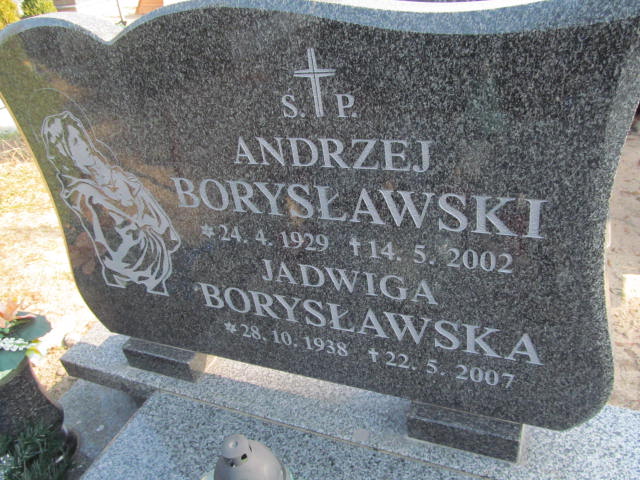 S. P.
ANDRZEJ
BORYSŁAWSKI
*24. 4. 1929 †14. 5. 2002
JADWIGA
BORYSŁAWSKA
*28. 10. 1938 †22. 5. 2007